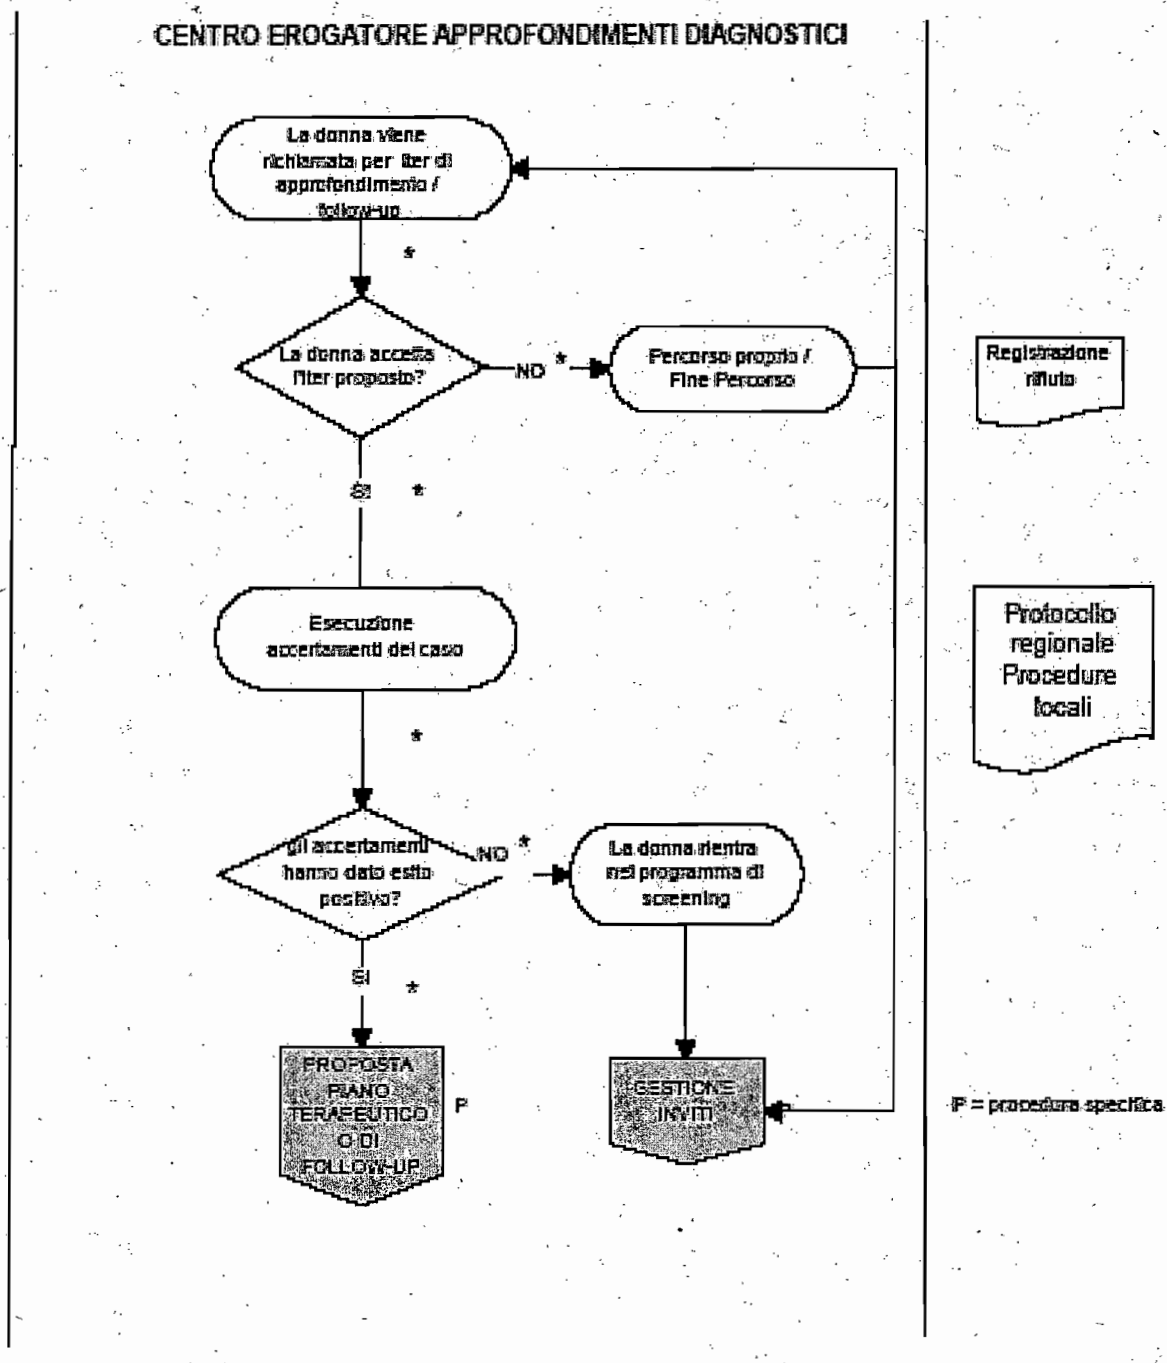 CENTRO EROGATORE APPROFONDIMENTI DIAGNOSTICI
La donna viene
richiamata per iter di
approfondimento /
follow-up
*
La donna accetta
l'iter proposto?
NO *
Percorso proprio /
Fine Percorso
Registrazione
rifiuto
SI *
Esecuzione
accertamenti del caso
Protocollo
regionale
Procedure
locali
*
gli accertamenti
hanno dato esito
positivo?
NO *
La donna rientra
nel programma di
screening
SI *
PROPOSTA
PIANO
TERAPEUTICO
O DI
FOLLOW-UP
P
GESTIONE
INVITI
P
P = procedura specifica